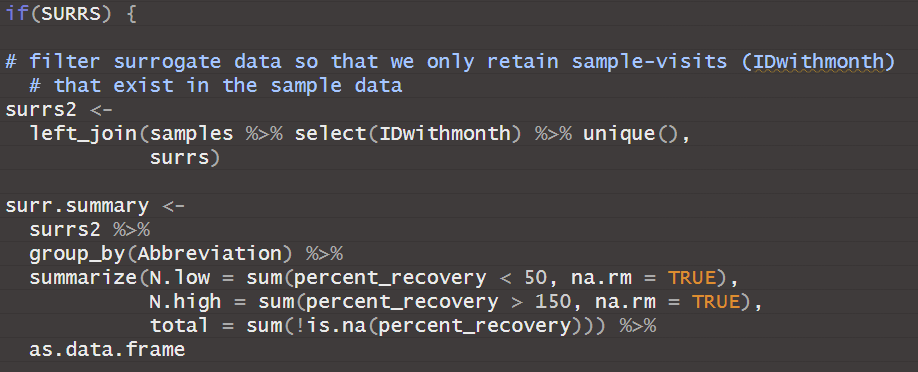 if(SURRS) {
# filter surrogate data so that we only retain sample-visits (IDwithmonth)
  # that exist in the sample data
surrs2 <-
  left_join(samples %>% select(IDwithmonth) %>% unique(),
            surrs)
surr.summary <-
  surrs2 %>%
  group_by(Abbreviation) %>%
  summarize(N.low = sum(percent_recovery < 50, na.rm = TRUE),
            N.high = sum(percent_recovery > 150, na.rm = TRUE),
            total = sum(!is.na(percent_recovery))) %>%
  as.data.frame